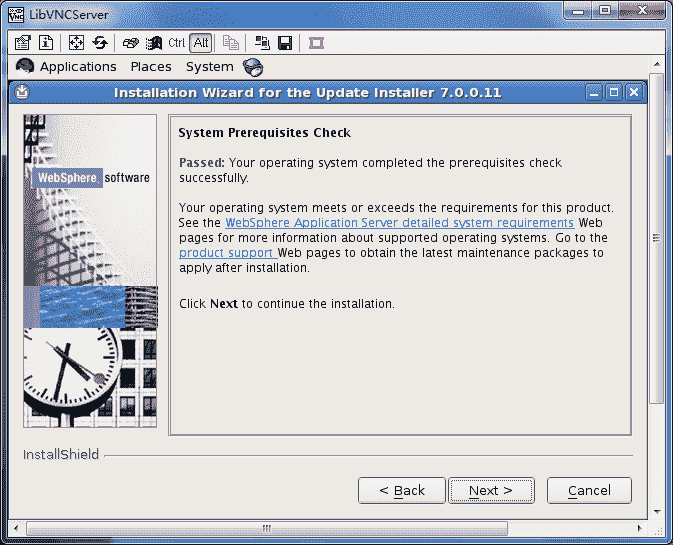 LibVNCServer
Ctrl Alt
Applications Places System
Installation Wizard for the Update Installer 7.0.0.11
WebSphere software
System Prerequisites Check
Passed: Your operating system completed the prerequisites check
successfully.
Your operating system meets or exceeds the requirements for this product.
See the WebSphere Application Server detailed system requirements Web
pages for more information about supported operating systems. Go to the
product support Web pages to obtain the latest maintenance packages to
apply after installation.
Click Next to continue the installation.
InstallShield
< Back Next > Cancel